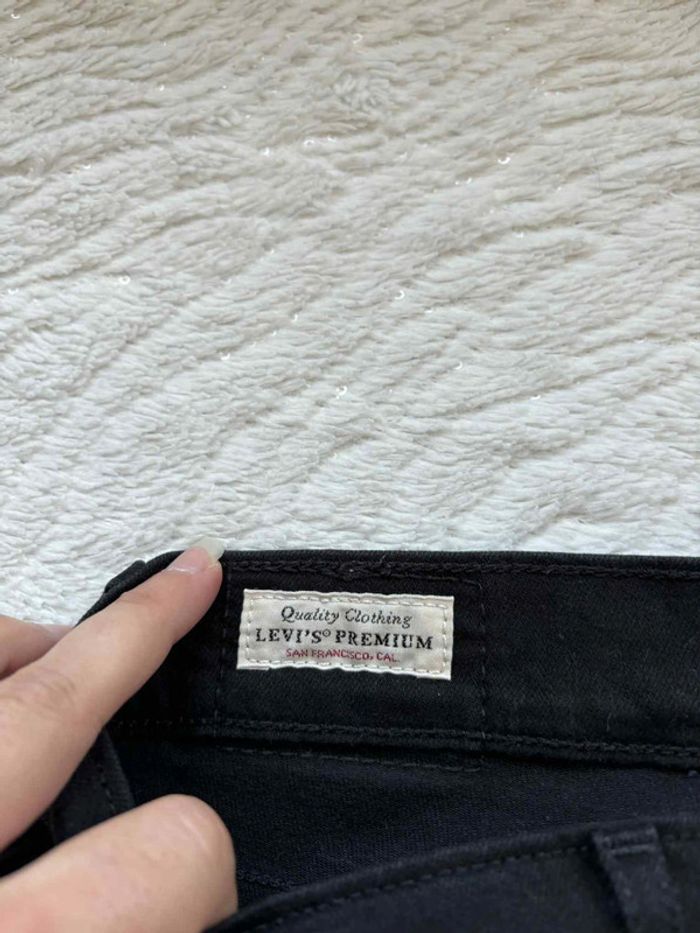 Quality Clothing
LEVI'S® PREMIUM
SAN FRANCISCO, CAL.